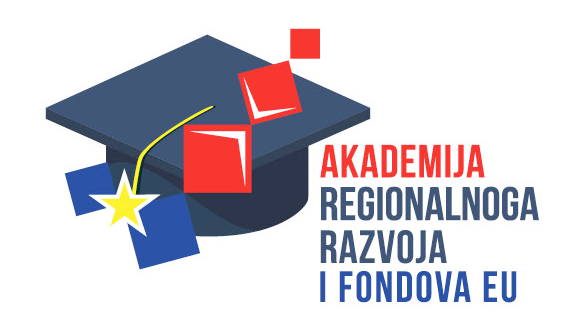 AKADEMIJA
REGIONALNOGA
RAZVOJA
I FONDOVA EU